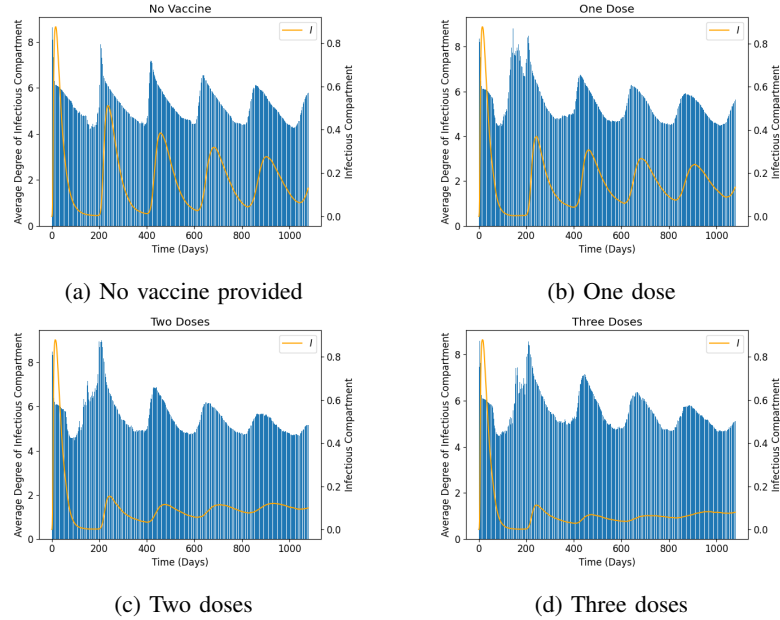 No Vaccine
I
Average Degree of Infectious Compartment
8
6
4
2
0
0.8
0.6
0.4
0.2
0.0
Infectious Compartment
0 200 400 600 800 1000
Time (Days)
(a) No vaccine provided
One Dose
I
Average Degree of Infectious Compartment
8
6
4
2
0
0.8
0.6
0.4
0.2
0.0
Infectious Compartment
0 200 400 600 800 1000
Time (Days)
(b) One dose
Two Doses
I
Average Degree of Infectious Compartment
8
6
4
2
0
0.8
0.6
0.4
0.2
0.0
Infectious Compartment
0 200 400 600 800 1000
Time (Days)
(c) Two doses
Three Doses
I
Average Degree of Infectious Compartment
8
7
6
5
4
3
2
1
0
0.8
0.6
0.4
0.2
0.0
Infectious Compartment
0 200 400 600 800 1000
Time (Days)
(d) Three doses